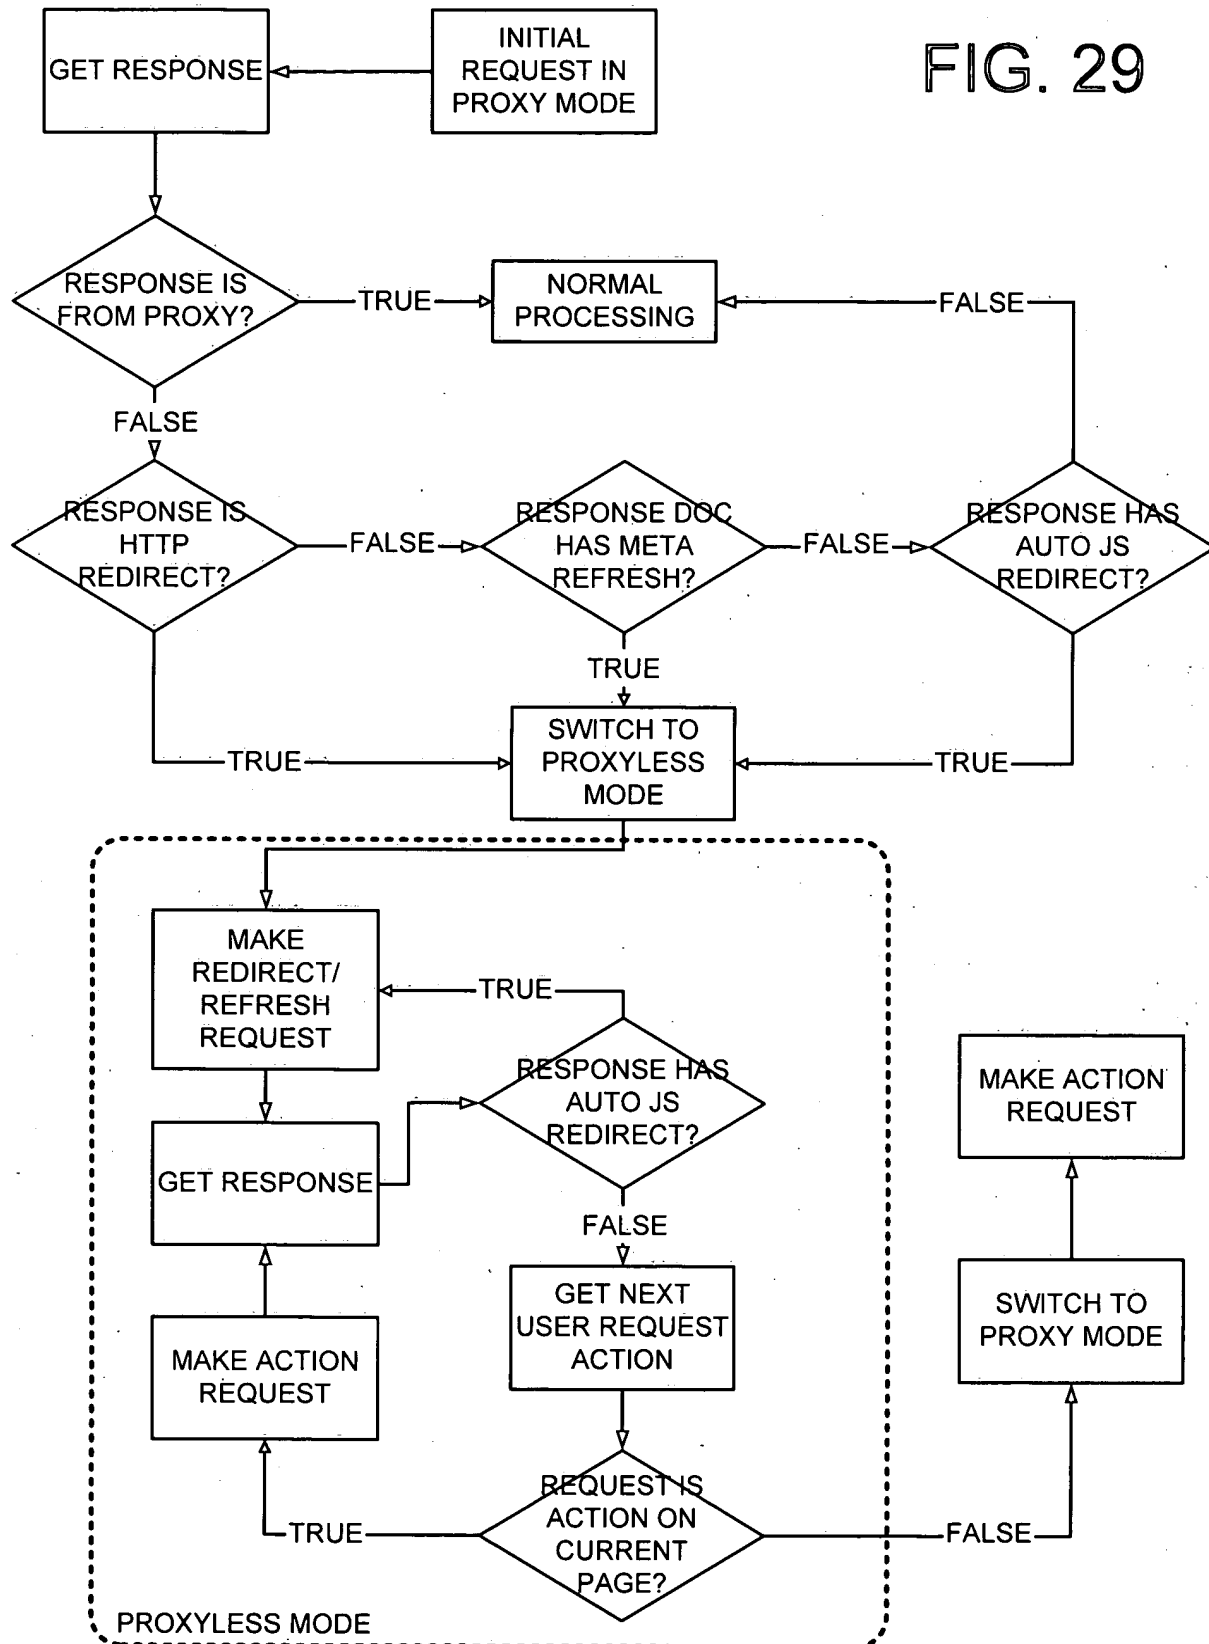 GET RESPONSE
INITIAL
REQUEST IN
PROXY MODE
FIG. 29
RESPONSE IS
FROM PROXY?
TRUE
NORMAL
PROCESSING
FALSE
FALSE
RESPONSE IS
HTTP
REDIRECT?
FALSE
RESPONSE DOC
HAS META
REFRESH?
FALSE
RESPONSE HAS
AUTO JS
REDIRECT?
TRUE
TRUE
SWITCH TO
PROXYLESS
MODE
TRUE
MAKE
REDIRECT/
REFRESH
REQUEST
TRUE
RESPONSE HAS
AUTO JS
REDIRECT?
MAKE ACTION
REQUEST
GET RESPONSE
FALSE
GET NEXT
USER REQUEST
ACTION
SWITCH TO
PROXY MODE
MAKE ACTION
REQUEST
REQUEST IS
ACTION ON
CURRENT
PAGE?
TRUE
FALSE
PROXYLESS MODE